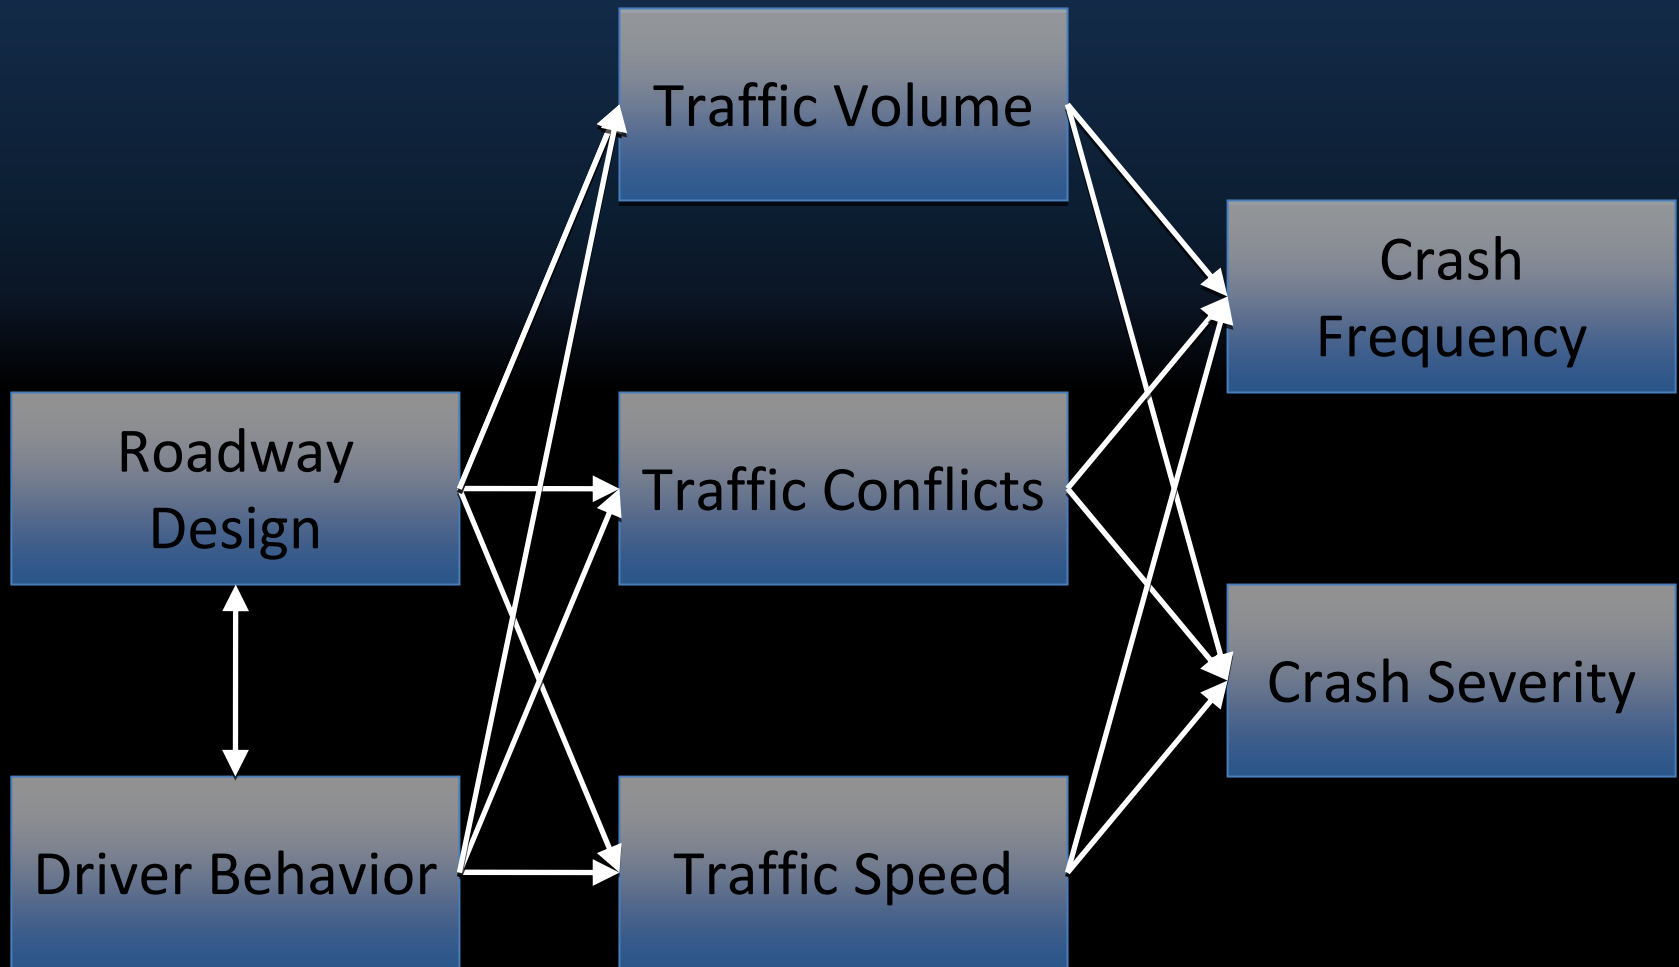 Traffic Volume
Crash
Frequency
Roadway
Design
Traffic Conflicts
Crash Severity
Driver Behavior
Traffic Speed